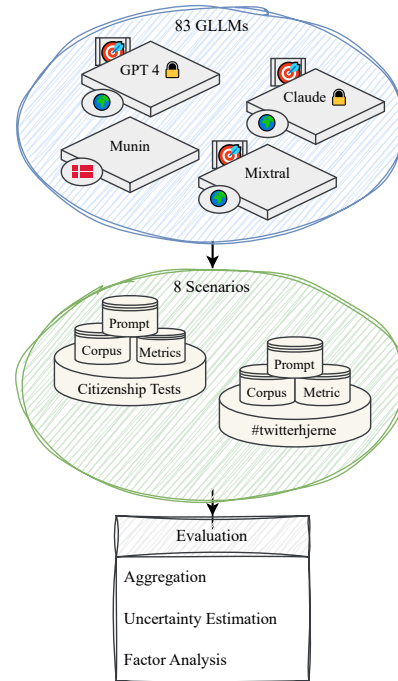 83 GLLMs
GPT 4
Claude
Munin
Mixtral
8 Scenarios
Prompt
Corpus
Metrics
Citizenship Tests
Prompt
Corpus
Metric
#twitterhjerne
Evaluation
Aggregation
Uncertainty Estimation
Factor Analysis